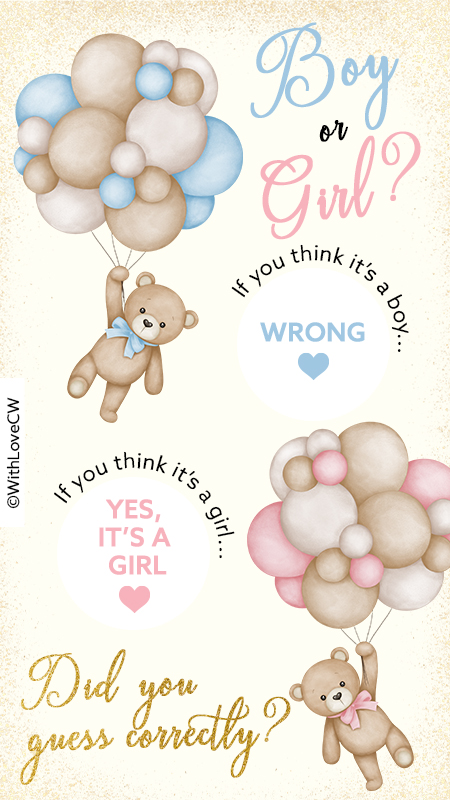 Boy
or
Girl?
If you think it's a boy...
WRONG
©WithLoveCW
If you think it's a girl...
YES,
IT'S A
GIRL
Did you
guess correctly?